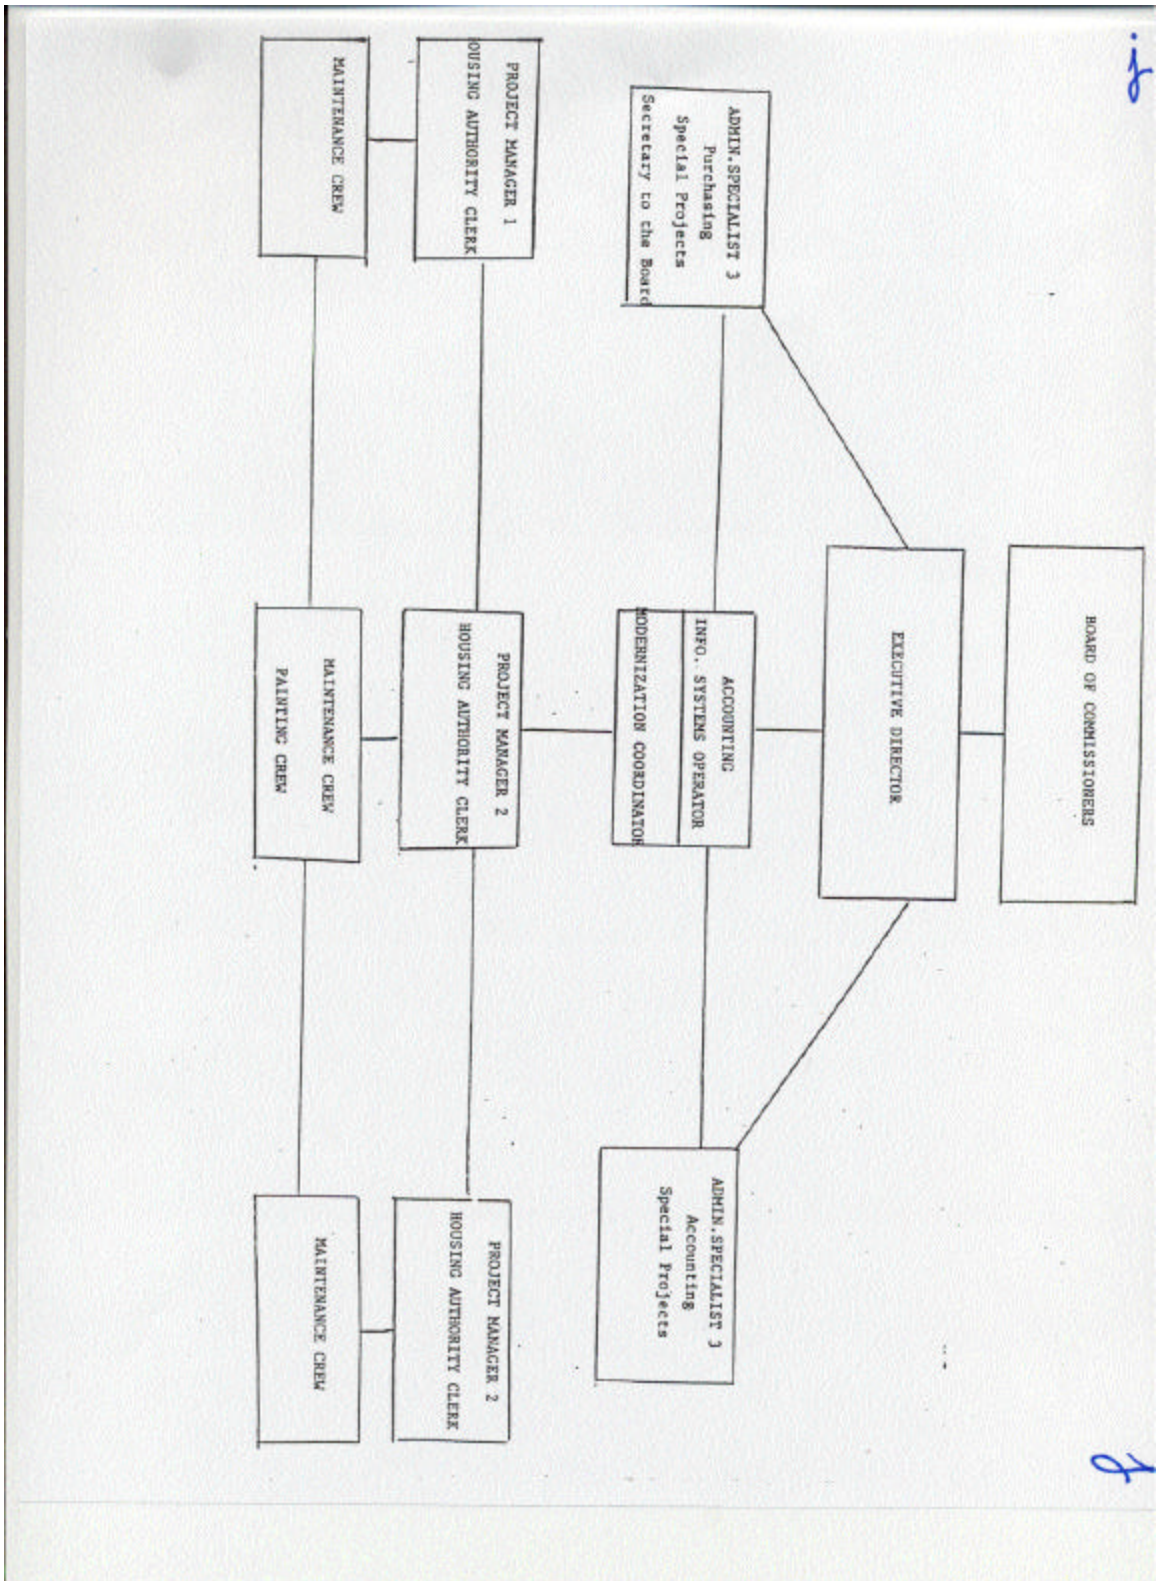 BOARD OF COMMISSIONERS
EXECUTIVE DIRECTOR
ADMIN.SPECIALIST 3
Purchasing
Special Projects
Secretary to the Board
ACCOUNTING
INFO. SYSTEMS OPERATOR
MODERNIZATION COORDINATOR
ADMIN.SPECIALIST 3
Accounting
Special Projects
PROJECT MANAGER 1
HOUSING AUTHORITY CLERK
PROJECT MANAGER 2
HOUSING AUTHORITY CLERK
PROJECT MANAGER 2
HOUSING AUTHORITY CLERK
MAINTENANCE CREW
MAINTENANCE CREW
PAINTING CREW
MAINTENANCE CREW